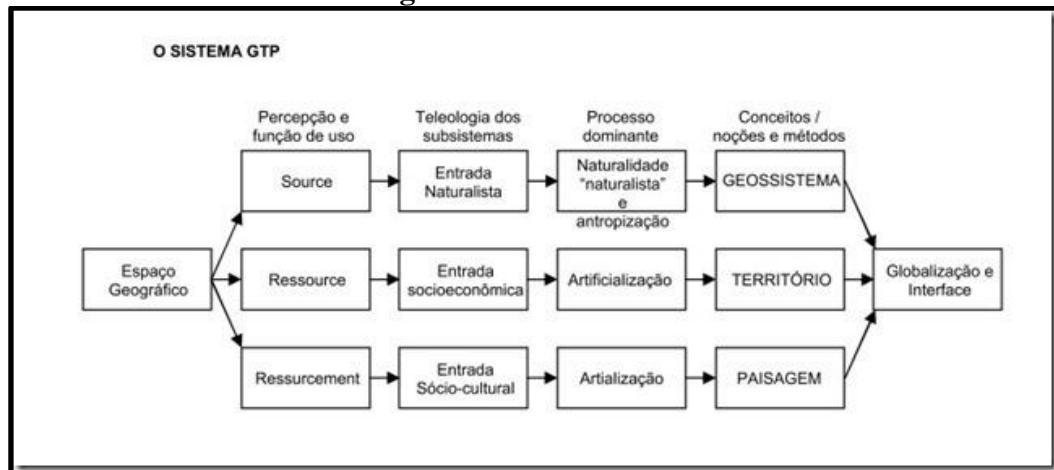 O SISTEMA GTP
Percepção e
função de uso
Teleologia dos
subsistemas
Processo
dominante
Conceitos /
noções e métodos
Source
Entrada
Naturalista
Naturalidade
"naturalista"
e
antropização
GEOSSISTEMA
Espaço
Geográfico
Ressource
Entrada
socioeconômica
Artificialização
TERRITÓRIO
Globalização e
Interface
Ressurcement
Entrada
Sócio-cultural
Artialização
PAISAGEM